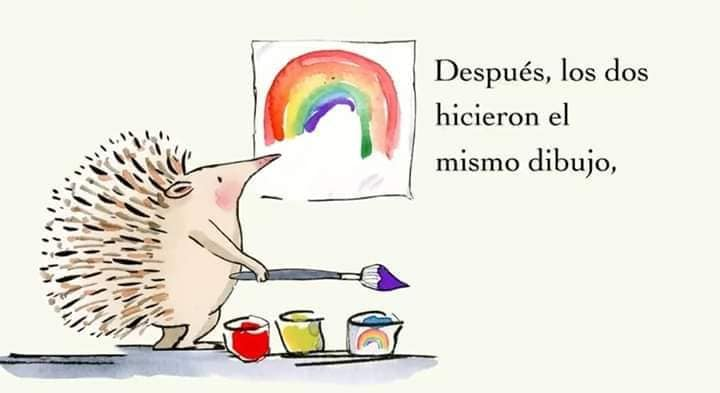 Después, los dos
hicieron el
mismo dibujo,